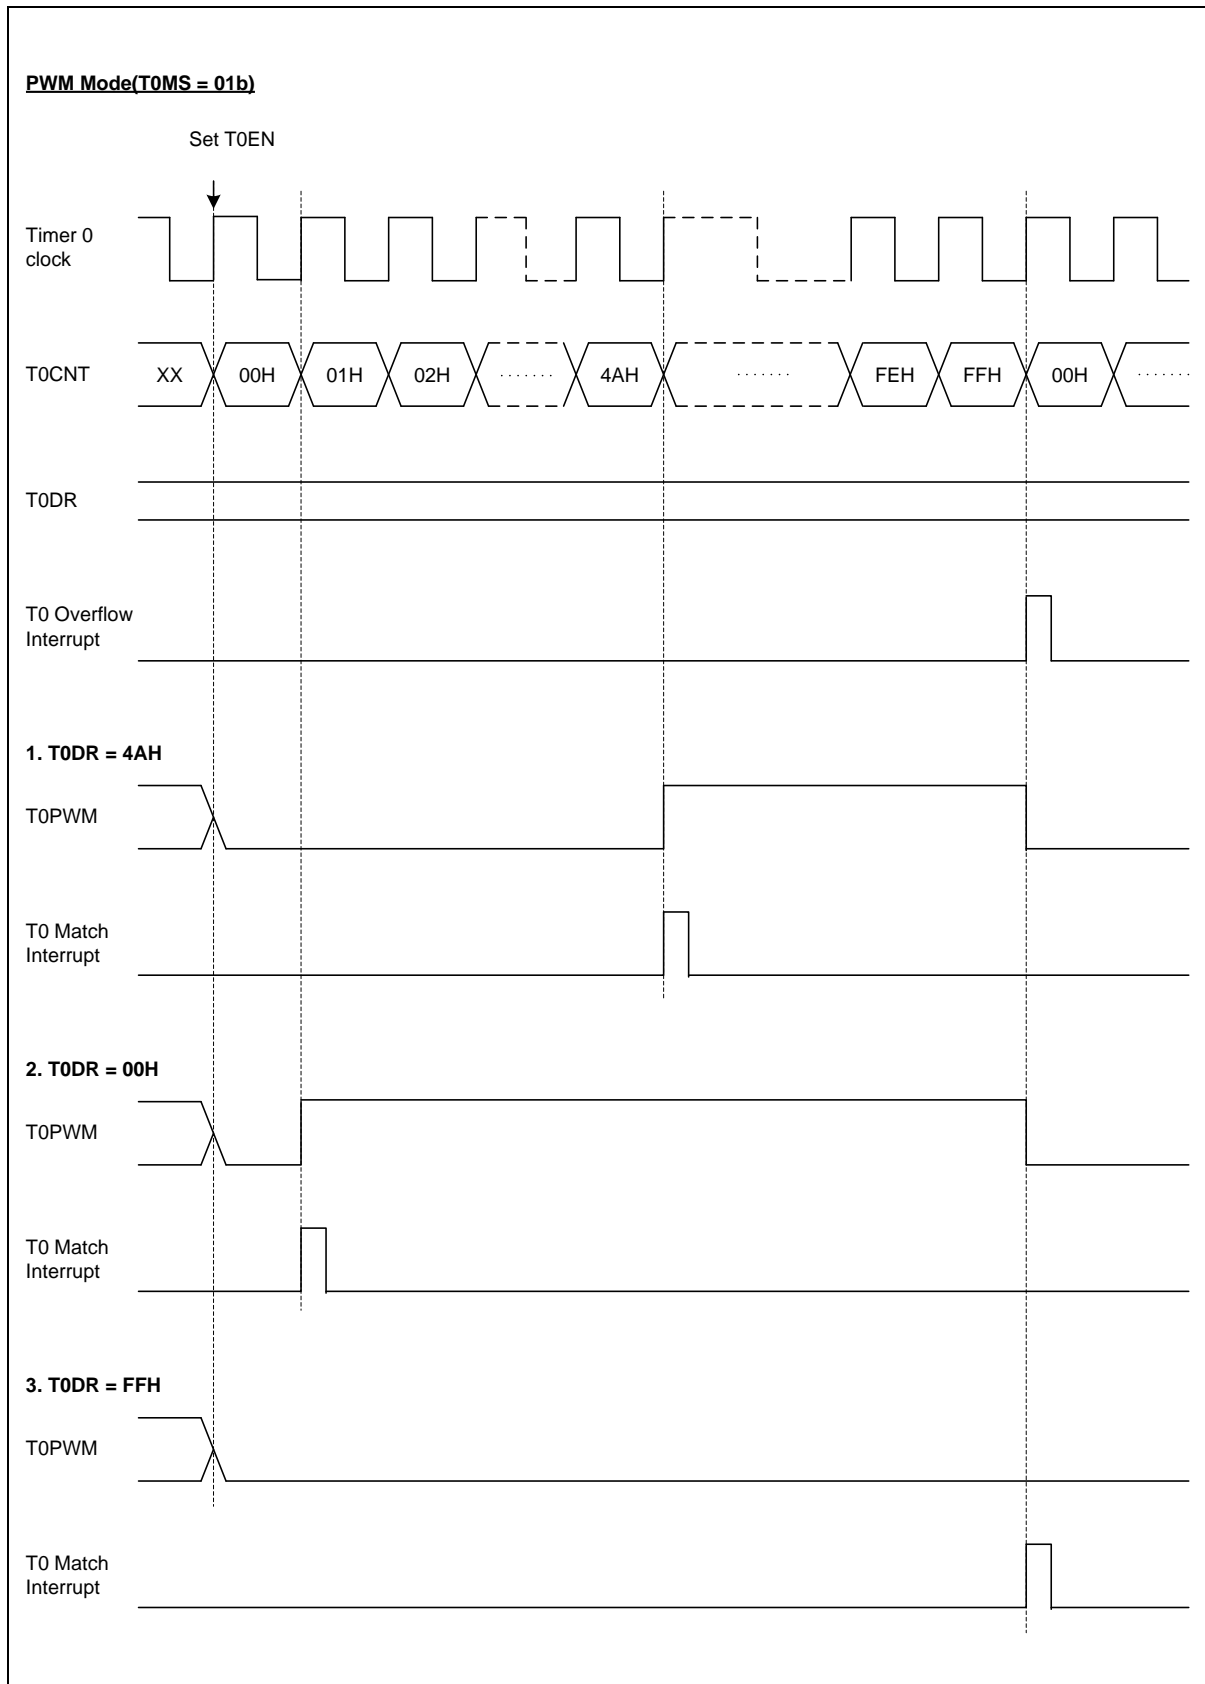 PWM Mode(T0MS = 01b)
Set T0EN
Timer 0
clock
T0CNT XX 00H 01H 02H ....... 4AH ....... FEH FFH 00H .......
T0DR
T0 Overflow
Interrupt
1. T0DR = 4AH
T0PWM
T0 Match
Interrupt
2. T0DR = 00H
T0PWM
T0 Match
Interrupt
3. T0DR = FFH
T0PWM
T0 Match
Interrupt